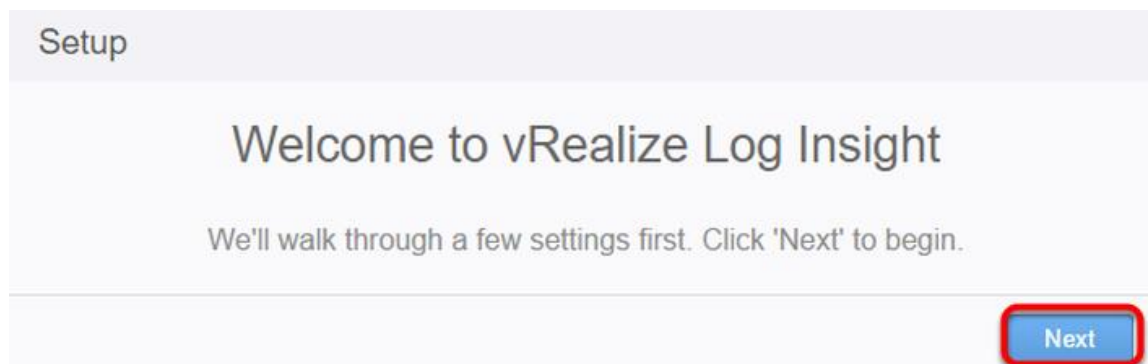 Setup
Welcome to vRealize Log Insight
We'll walk through a few settings first. Click 'Next' to begin.
Next